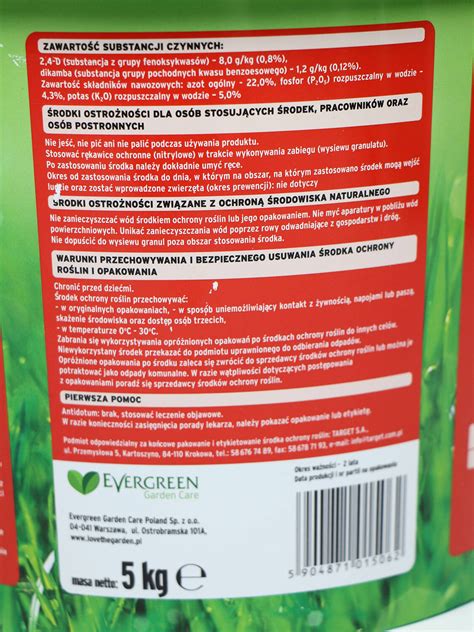 ZAWARTOŚĆ SUBSTANCJI CZYNNYCH:
2,4-D (substancja z grupy fenoksykwasów) – 8,0 g/kg (0,8%),
dikamba (substancja grupy pochodnych kwasu benzoesowego) – 1,2 g/kg (0,12%).
Zawartość składników nawozowych: azot ogólny - 22,0%, fosfor (P₂O₅) rozpuszczalny w wodzie -
4,3%, potas (K₂O) rozpuszczalny w wodzie – 5,0%
ŚRODKI OSTROŻNOŚCI DLA OSÓB STOSUJĄCYCH ŚRODEK, PRACOWNIKÓW ORAZ
OSÓB POSTRONNYCH
Nie jeść, nie pić ani nie palić podczas używania produktu.
Stosować rękawice ochronne (nitrylowe) w trakcie wykonywania zabiegu (wysiewu granulatu).
Po zastosowaniu środka należy dokładnie umyć ręce.
Okres od zastosowania środka do dnia, w którym na obszar, na którym zastosowano środek mogą wejść
ludzie oraz zostać wprowadzone zwierzęta (okres prewencji): nie dotyczy
ŚRODKI OSTROŻNOŚCI ZWIĄZANE Z OCHRONĄ ŚRODOWISKA NATURALNEGO
Nie zanieczyszczać wód środkiem ochrony roślin lub jego opakowaniem. Nie myć aparatury w pobliżu wód
powierzchniowych. Unikać zanieczyszczania wód poprzez rowy odwadniające z gospodarstw i dróg.
Nie dopuścić do wysiewu granul poza obszar stosowania środka.
WARUNKI PRZECHOWYWANIA I BEZPIECZNEGO USUWANIA ŚRODKA OCHRONY
ROŚLIN I OPAKOWANIA
Chronić przed dziećmi.
Środek ochrony roślin przechowywać:
- w oryginalnych opakowaniach, - w sposób uniemożliwiający kontakt z żywnością, napojami lub paszą,
skażenie środowiska oraz dostęp osób trzecich,
- w temperaturze 0°C - 30°C.
Zabrania się wykorzystywania opróżnionych opakowań po środkach ochrony roślin do innych celów.
Niewykorzystany środek przekazać do podmiotu uprawnionego do odbierania odpadów.
Opróżnione opakowania po środku zaleca się zwrócić do sprzedawcy środków ochrony roślin lub można je
potraktować jako odpady komunalne. W razie wątpliwości dotyczących postępowania
z opakowaniami poradź się sprzedawcy środków ochrony roślin.
PIERWSZA POMOC
Antidotum: brak, stosować leczenie objawowe.
W razie konieczności zasięgnięcia porady lekarza, należy pokazać opakowanie lub etykietę.
Podmiot odpowiedzialny za końcowe pakowanie i etykietowanie środka ochrony roślin: TARGET S.A.,
ul. Przemysłowa 5, Kartoszyno, 84-110 Krokowa, tel.: 58 676 74 89, fax: 58 678 71 93, e-mail: info@target.com.pl
EVERGREEN
Garden Care
Okres ważności - 2 lata
Data produkcji i nr partii na opakowaniu
Evergreen Garden Care Poland Sp. z o.o.
04-041 Warszawa, ul. Ostrobramska 101A,
www.lovethegarden.pl
masa netto: 5 kg ℮
5 904871 015062